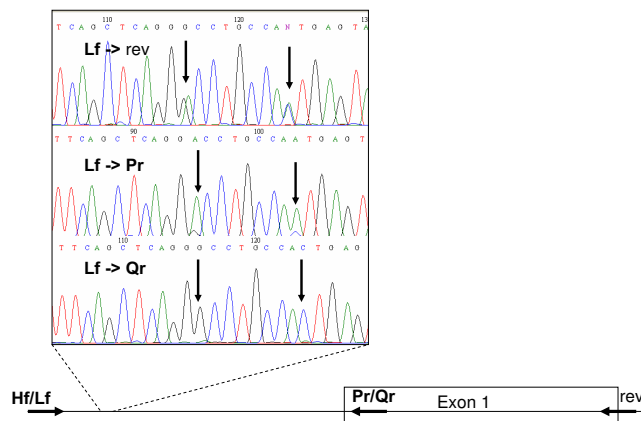 110 120 13
T C A G C T C A G G G C C T G C C A N T G A G T A
Lf -> rev
90 100
T T C A G C T C A G G A C C T G C C A A T G A G T
Lf -> Pr
110 120
T T C A G C T C A G G G C C T G C C A C T G A G
Lf -> Qr
Hf/Lf Pr/Qr Exon 1 rev